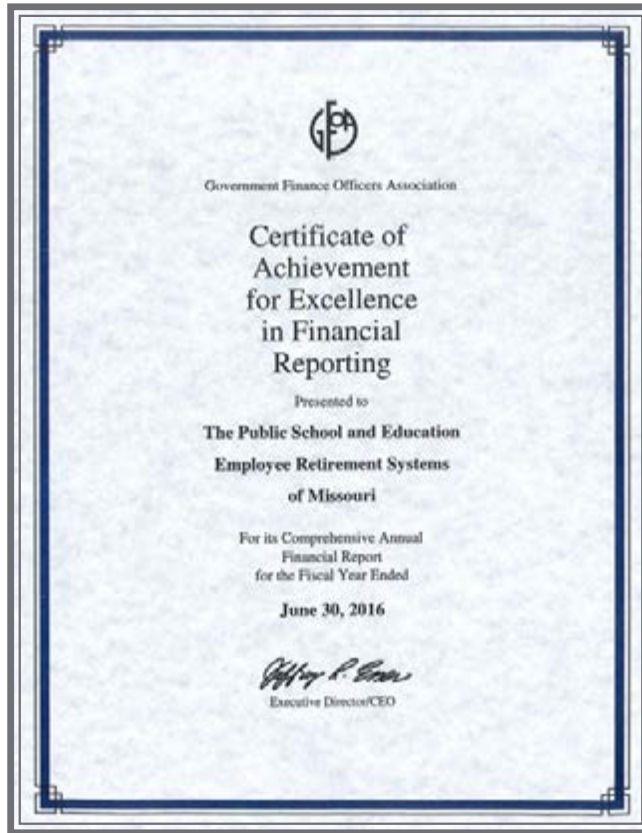 GFOA
Government Finance Officers Association
Certificate of
Achievement
for Excellence
in Financial
Reporting
Presented to
The Public School and Education
Employee Retirement Systems
of Missouri
For its Comprehensive Annual
Financial Report
for the Fiscal Year Ended
June 30, 2016
Executive Director/CEO